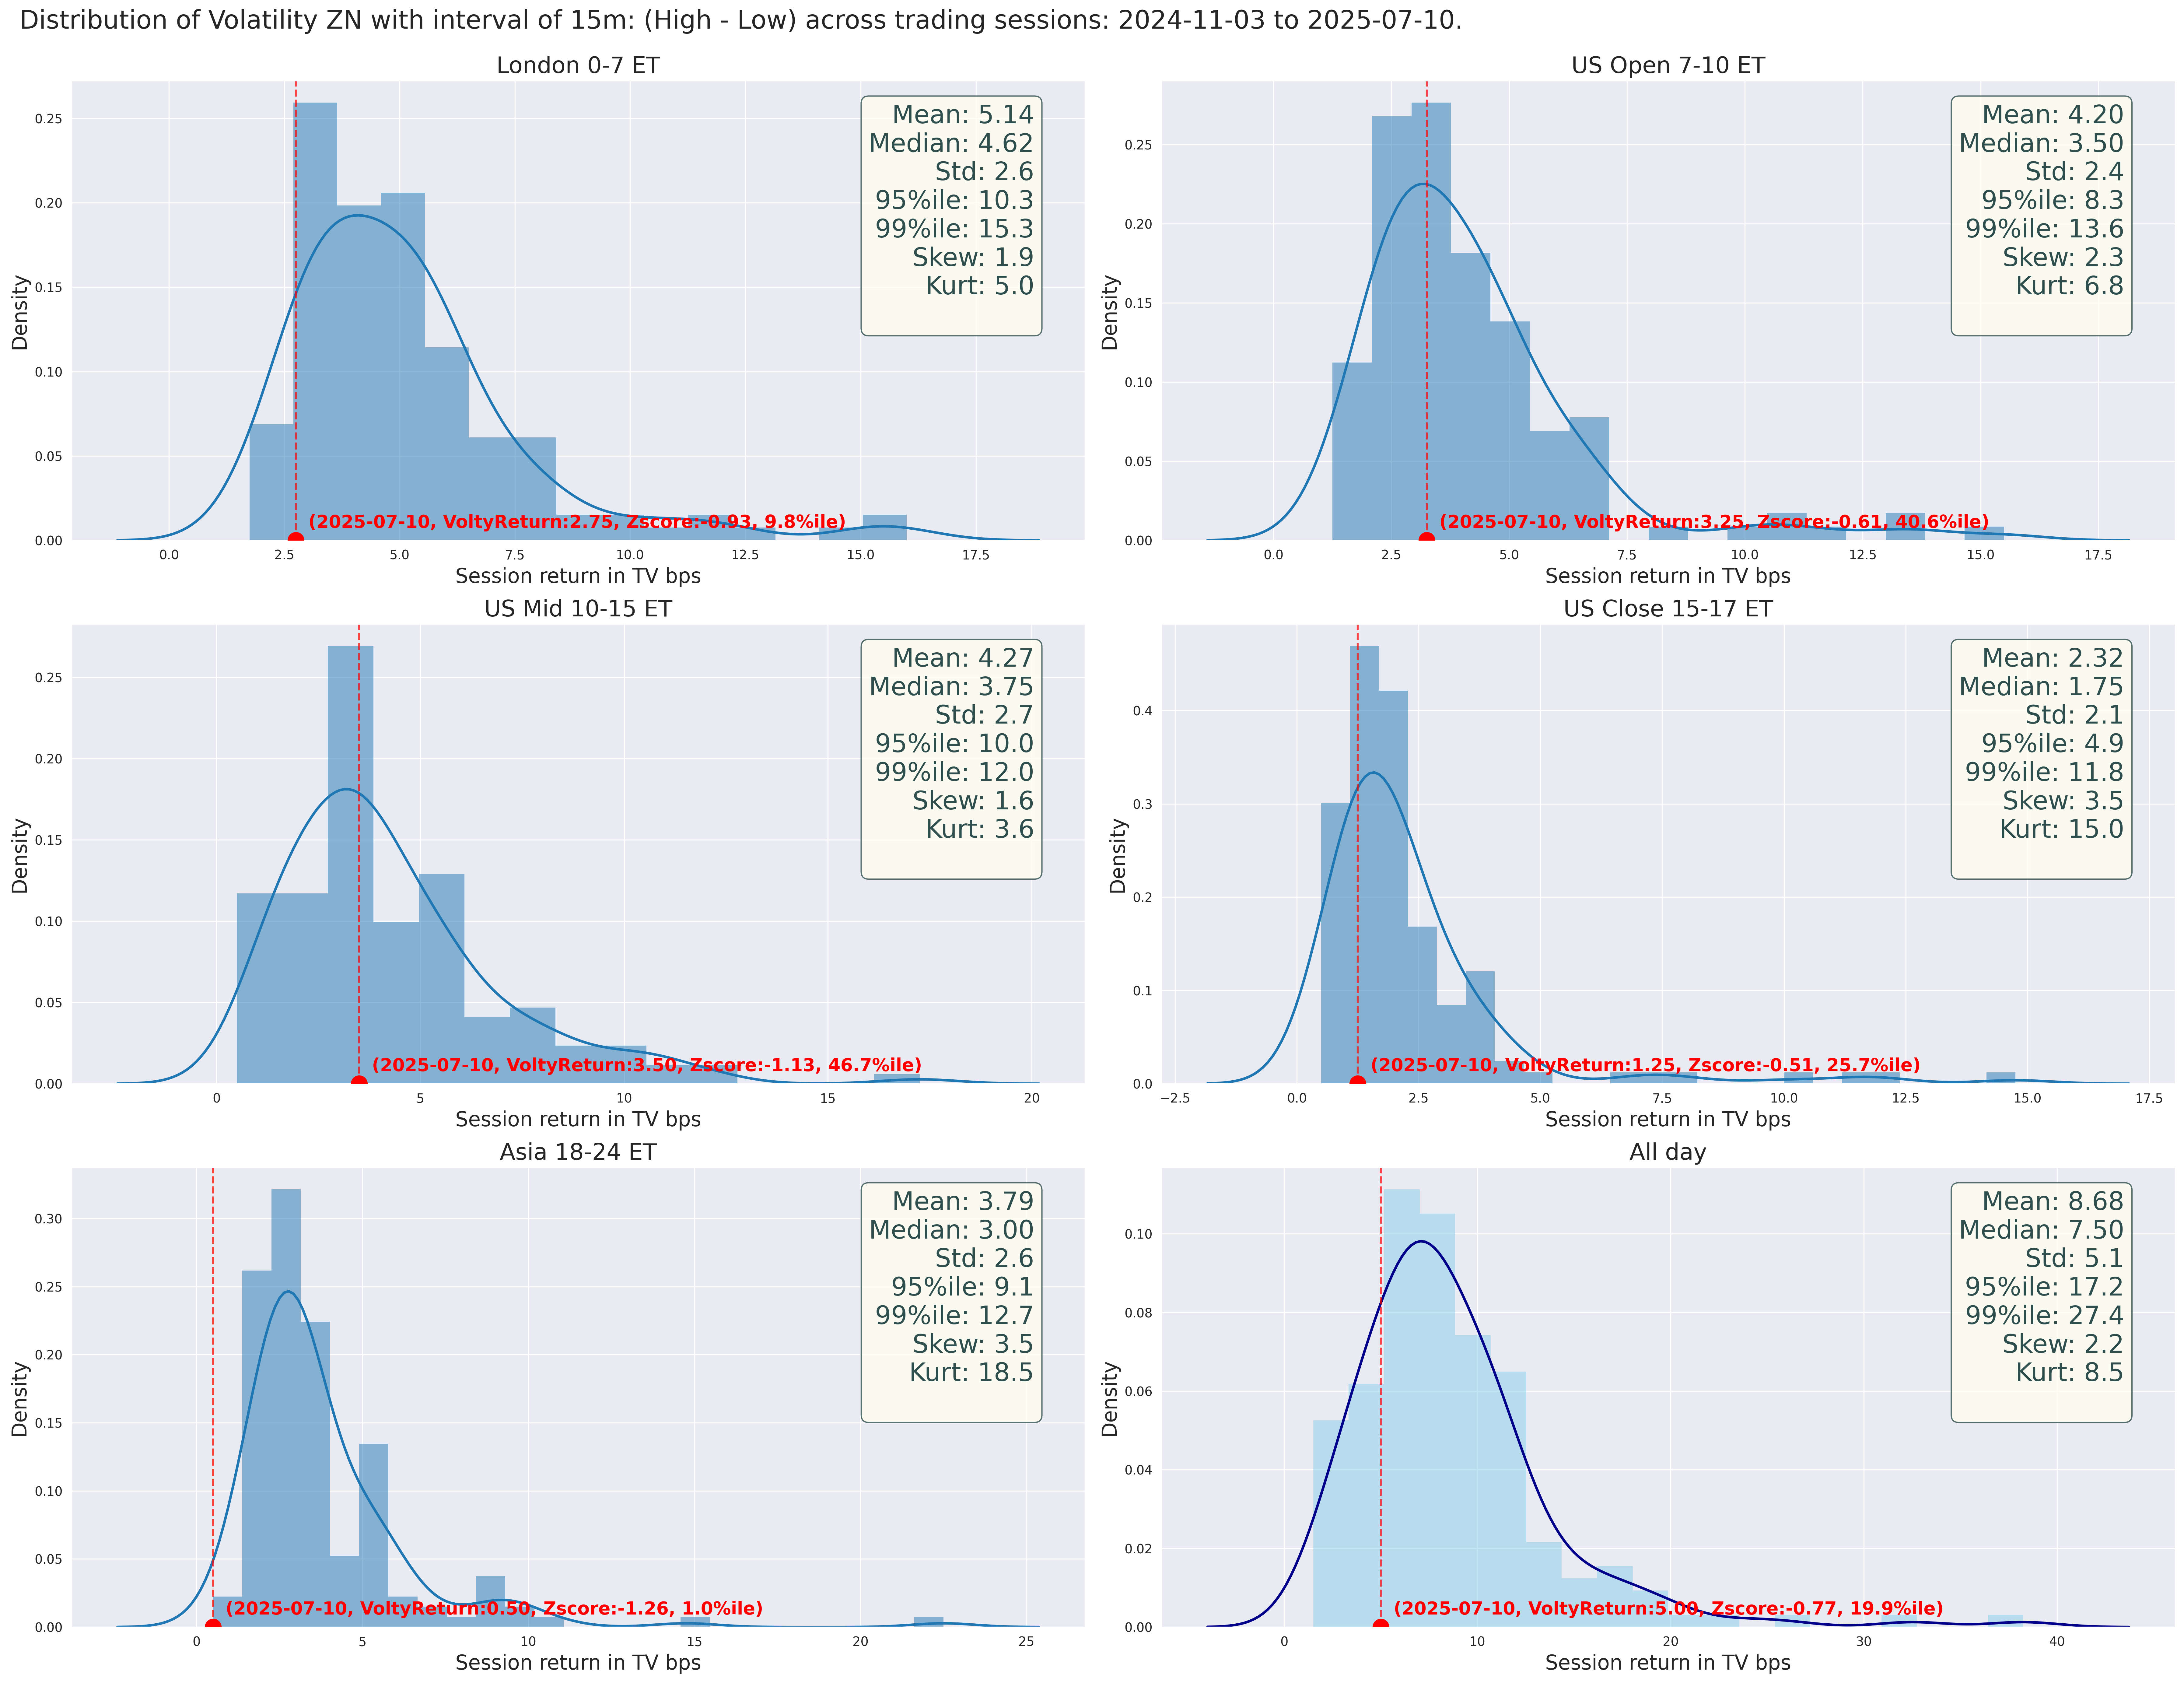 Distribution of Volatility ZN with interval of 15m: (High - Low) across trading sessions: 2024-11-03 to 2025-07-10.
London 0-7 ET
Density
0.25
0.20
0.15
0.10
0.05
0.00
Mean: 5.14
Median: 4.62
Std: 2.6
95%ile: 10.3
99%ile: 15.3
Skew: 1.9
Kurt: 5.0
(2025-07-10, VoltyReturn:2.75, Zscore:-0.93, 9.8%ile)
0.0 2.5 5.0 7.5 10.0 12.5 15.0 17.5
Session return in TV bps
US Open 7-10 ET
Density
0.25
0.20
0.15
0.10
0.05
0.00
Mean: 4.20
Median: 3.50
Std: 2.4
95%ile: 8.3
99%ile: 13.6
Skew: 2.3
Kurt: 6.8
(2025-07-10, VoltyReturn:3.25, Zscore:-0.61, 40.6%ile)
0.0 2.5 5.0 7.5 10.0 12.5 15.0 17.5
Session return in TV bps
US Mid 10-15 ET
Density
0.25
0.20
0.15
0.10
0.05
0.00
Mean: 4.27
Median: 3.75
Std: 2.7
95%ile: 10.0
99%ile: 12.0
Skew: 1.6
Kurt: 3.6
(2025-07-10, VoltyReturn:3.50, Zscore:-1.13, 46.7%ile)
0 5 10 15 20
Session return in TV bps
US Close 15-17 ET
Density
0.4
0.3
0.2
0.1
0.0
Mean: 2.32
Median: 1.75
Std: 2.1
95%ile: 4.9
99%ile: 11.8
Skew: 3.5
Kurt: 15.0
(2025-07-10, VoltyReturn:1.25, Zscore:-0.51, 25.7%ile)
−2.5 0.0 2.5 5.0 7.5 10.0 12.5 15.0 17.5
Session return in TV bps
Asia 18-24 ET
Density
0.30
0.25
0.20
0.15
0.10
0.05
0.00
Mean: 3.79
Median: 3.00
Std: 2.6
95%ile: 9.1
99%ile: 12.7
Skew: 3.5
Kurt: 18.5
(2025-07-10, VoltyReturn:0.50, Zscore:-1.26, 1.0%ile)
0 5 10 15 20 25
Session return in TV bps
All day
Density
0.10
0.08
0.06
0.04
0.02
0.00
Mean: 8.68
Median: 7.50
Std: 5.1
95%ile: 17.2
99%ile: 27.4
Skew: 2.2
Kurt: 8.5
(2025-07-10, VoltyReturn:5.00, Zscore:-0.77, 19.9%ile)
0 10 20 30 40
Session return in TV bps